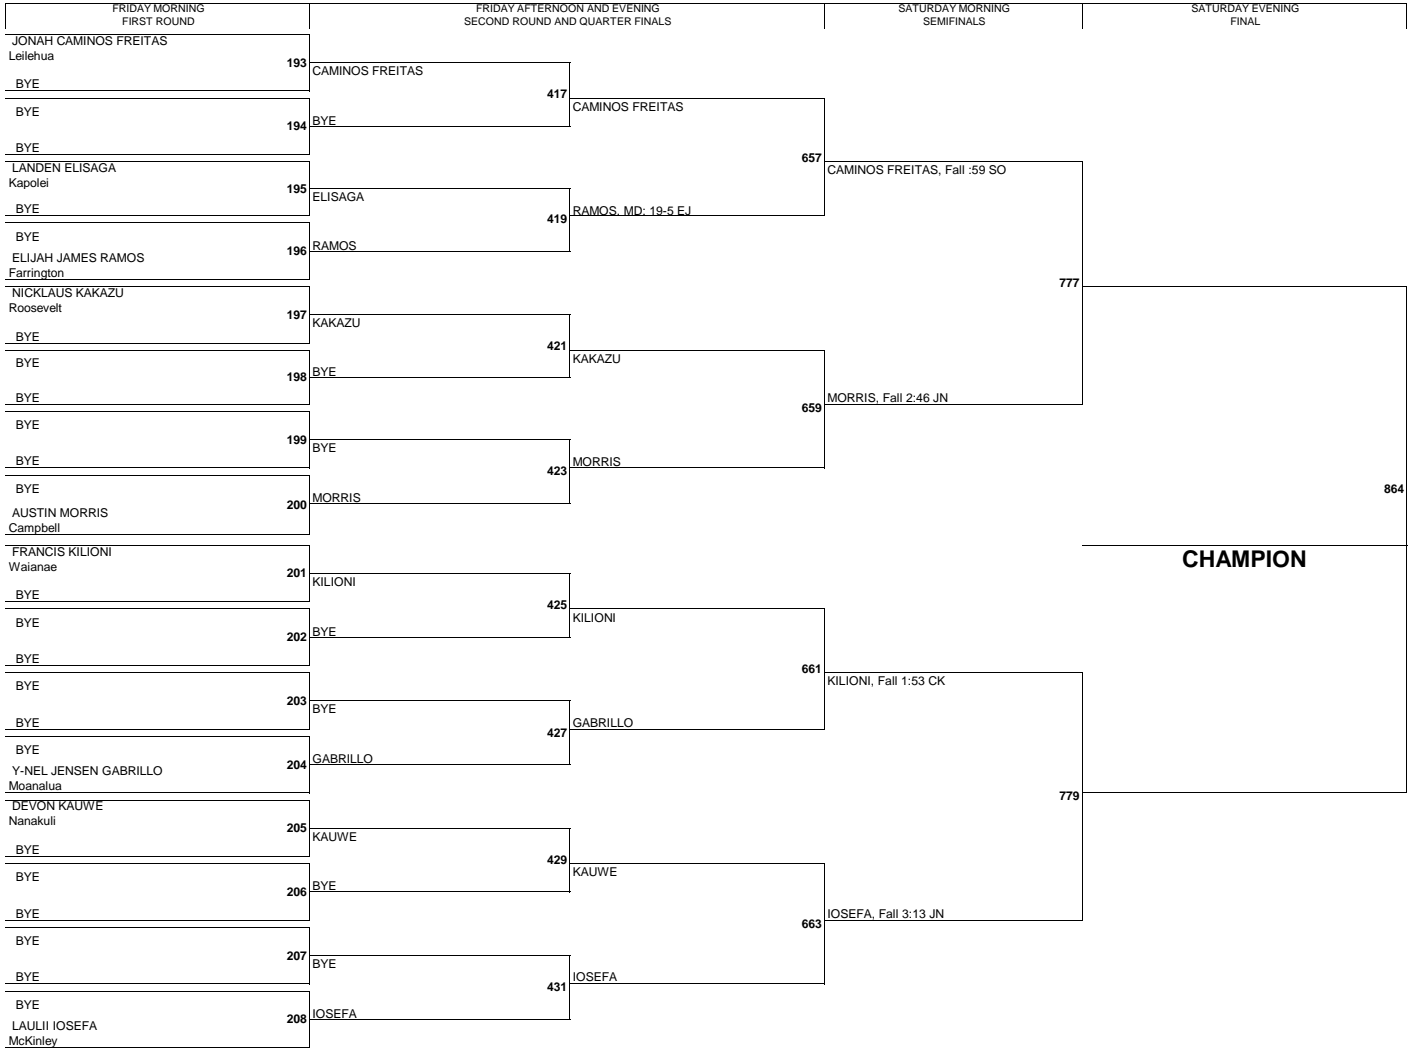 FRIDAY MORNING
FIRST ROUND
FRIDAY AFTERNOON AND EVENING
SECOND ROUND AND QUARTER FINALS
SATURDAY MORNING
SEMIFINALS
SATURDAY EVENING
FINAL
JONAH CAMINOS FREITAS
Leilehua
193
BYE
BYE
194
BYE
LANDEN ELISAGA
Kapolei
195
BYE
BYE
196
ELIJAH JAMES RAMOS
Farrington
NICKLAUS KAKAZU
Roosevelt
197
BYE
BYE
198
BYE
BYE
199
BYE
BYE
200
AUSTIN MORRIS
Campbell
FRANCIS KILIONI
Waianae
201
BYE
BYE
202
BYE
BYE
203
BYE
BYE
204
Y-NEL JENSEN GABRILLO
Moanalua
DEVON KAUWE
Nanakuli
205
BYE
BYE
206
BYE
BYE
207
BYE
BYE
208
LAULII IOSEFA
McKinley
CAMINOS FREITAS
417
BYE
ELISAGA
419
RAMOS
KAKAZU
421
BYE
BYE
423
MORRIS
KILIONI
425
BYE
BYE
427
GABRILLO
KAUWE
429
BYE
BYE
431
IOSEFA
CAMINOS FREITAS
657
RAMOS, MD: 19-5 EJ
KAKAZU
659
MORRIS
KILIONI
661
GABRILLO
KAUWE
663
IOSEFA
CAMINOS FREITAS, Fall :59 SO
777
MORRIS, Fall 2:46 JN
KILIONI, Fall 1:53 CK
779
IOSEFA, Fall 3:13 JN
864
CHAMPION